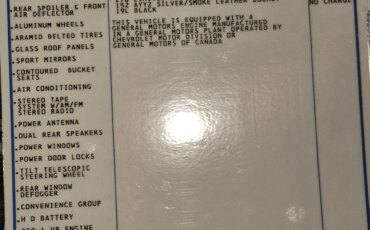 REAR SPOILER & FRONT
AIR DEFLECTOR
.ALUMINUM WHEELS
.ARAMID BELTED TIRES
.GLASS ROOF PANELS
.SPORT MIRRORS
.CONTOURED BUCKET
SEATS
.AIR CONDITIONING
.STEREO TAPE
SYSTEM W/AM/FM
STEREO RADIO
.POWER ANTENNA
.DUAL REAR SPEAKERS
.POWER WINDOWS
.POWER DOOR LOCKS
.TILT TELESCOPIC
STEERING WHEEL
.REAR WINDOW
DEFOGGER
.CONVENIENCE GROUP
.H D BATTERY
V8 ENGINE
SILVER/SMOKE LEATHER
19L BLACK
THIS VEHICLE IS EQUIPPED WITH A
GENERAL MOTORS ENGINE MANUFACTURED
IN A GENERAL MOTORS PLANT OPERATED BY
CHEVROLET MOTOR DIVISION OR
GENERAL MOTORS OF CANADA
NO CHARGE